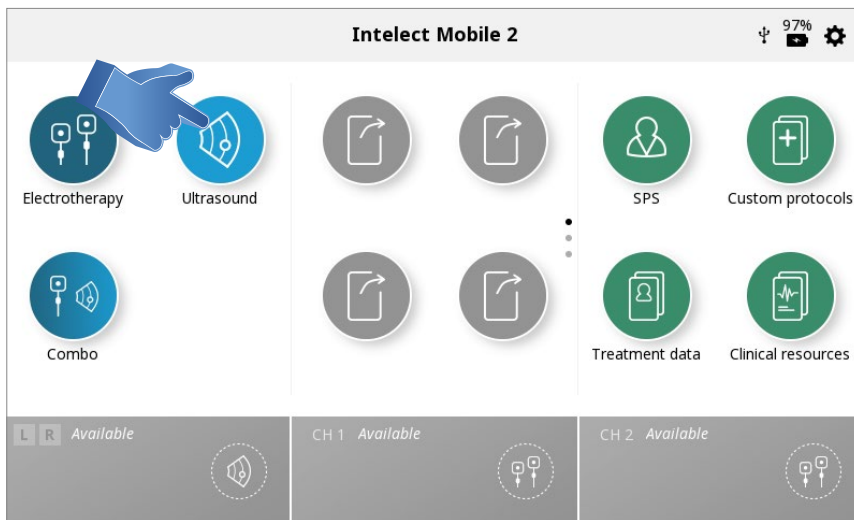 Intelect Mobile 2
97%
Electrotherapy
Ultrasound
SPS
Custom protocols
Combo
Treatment data
Clinical resources
L R Available
CH 1 Available
CH 2 Available